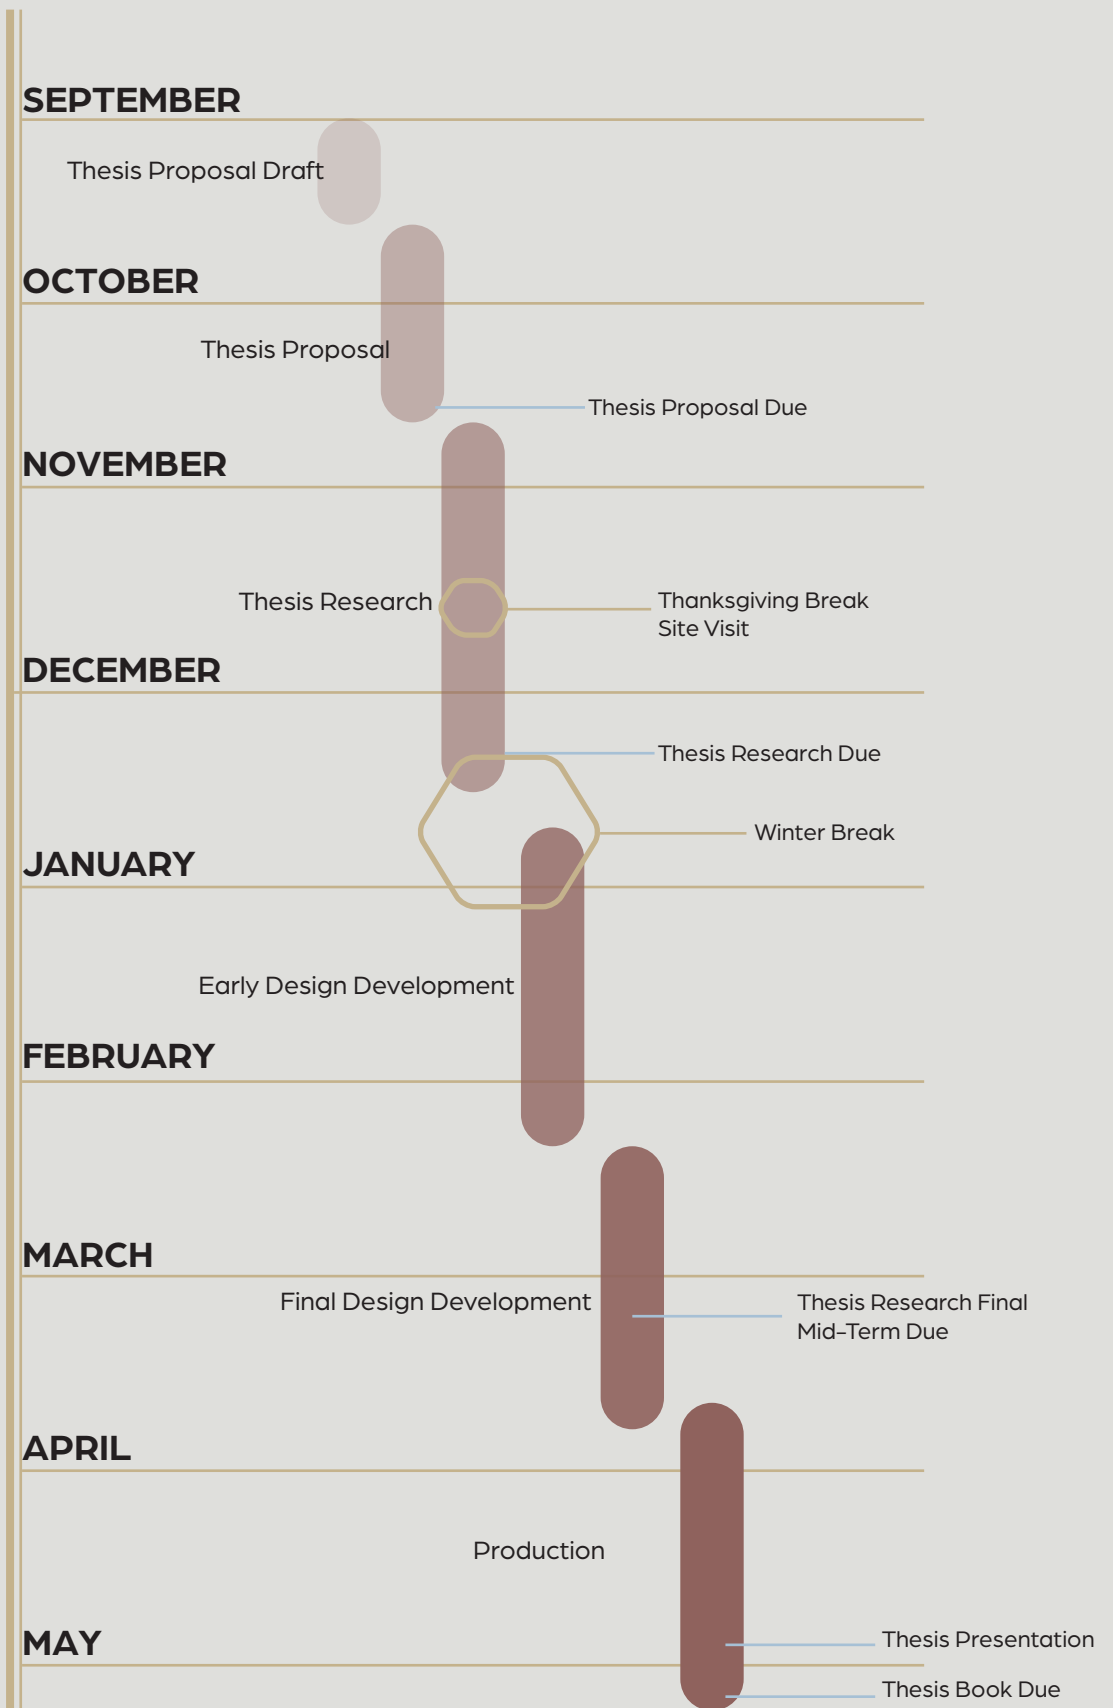 SEPTEMBER
Thesis Proposal Draft
OCTOBER
Thesis Proposal
Thesis Proposal Due
NOVEMBER
Thesis Research
Thanksgiving Break
Site Visit
DECEMBER
Thesis Research Due
Winter Break
JANUARY
Early Design Development
FEBRUARY
MARCH
Final Design Development
Thesis Research Final
Mid-Term Due
APRIL
Production
Thesis Presentation
MAY
Thesis Book Due